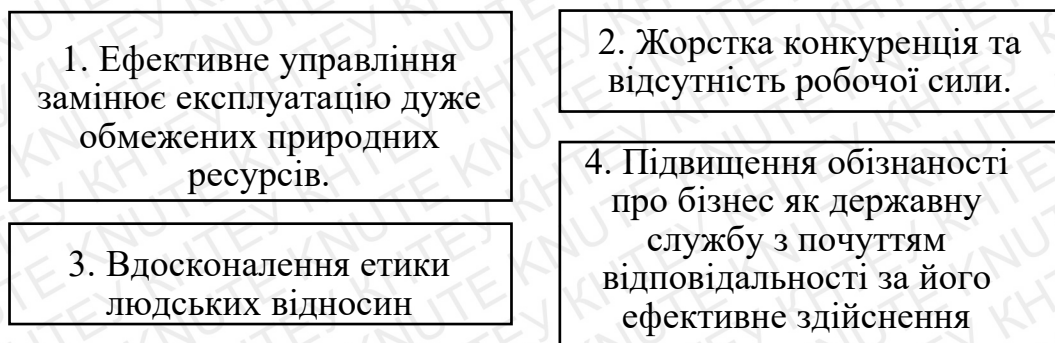 1. Ефективне управління
замінює експлуатацію дуже
обмежених природних
ресурсів.
2. Жорстка конкуренція та
відсутність робочої сили.
3. Вдосконалення етики
людських відносин
4. Підвищення обізнаності
про бізнес як державну
службу з почуттям
відповідальності за його
ефективне здійснення